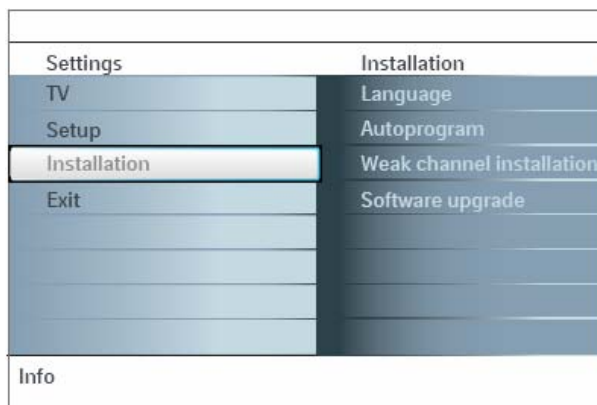 Settings
TV
Setup
Installation
Exit
Installation
Language
Autoprogram
Weak channel installation
Software upgrade
Info